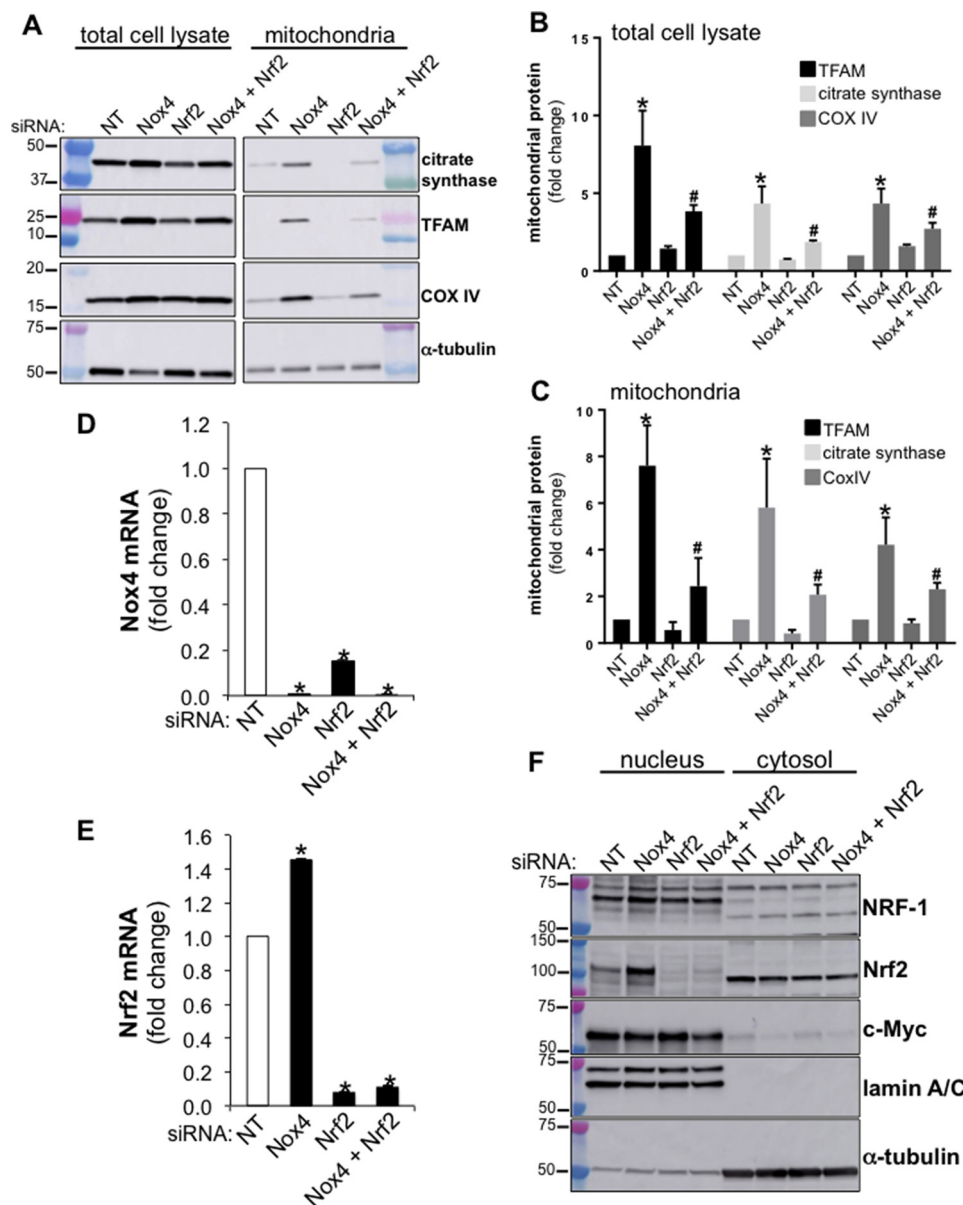 A
total cell lysate mitochondria
siRNA: NT Nox4 Nrf2 Nox4 + Nrf2 NT Nox4 Nrf2 Nox4 + Nrf2
50
37
citrate
synthase
25
10
TFAM
20
15
COX IV
75
50
α-tubulin
B
total cell lysate
mitochondrial protein
(fold change)
15
10
5
0
TFAM
citrate synthase
COX IV
* # * # * #
NT Nox4 Nrf2 Nox4 + Nrf2 NT Nox4 Nrf2 Nox4 + Nrf2 NT Nox4 Nrf2 Nox4 + Nrf2
C
mitochondria
mitochondrial protein
(fold change)
10
8
6
4
2
0
TFAM
citrate synthase
CoxIV
* # * # * #
NT Nox4 Nrf2 Nox4 + Nrf2 NT Nox4 Nrf2 Nox4 + Nrf2 NT Nox4 Nrf2 Nox4 + Nrf2
D
Nox4 mRNA
(fold change)
1.2
1.0
0.8
0.6
0.4
0.2
0.0
* * *
siRNA: NT Nox4 Nrf2 Nox4 + Nrf2
E
Nrf2 mRNA
(fold change)
1.6
1.4
1.2
1.0
0.8
0.6
0.4
0.2
0.0
* * *
siRNA: NT Nox4 Nrf2 Nox4 + Nrf2
F
nucleus cytosol
siRNA: NT Nox4 Nrf2 Nox4 + Nrf2 NT Nox4 Nrf2 Nox4 + Nrf2
75
50
NRF-1
150
100
Nrf2
75
50
c-Myc
75
50
lamin A/C
75
50
α-tubulin